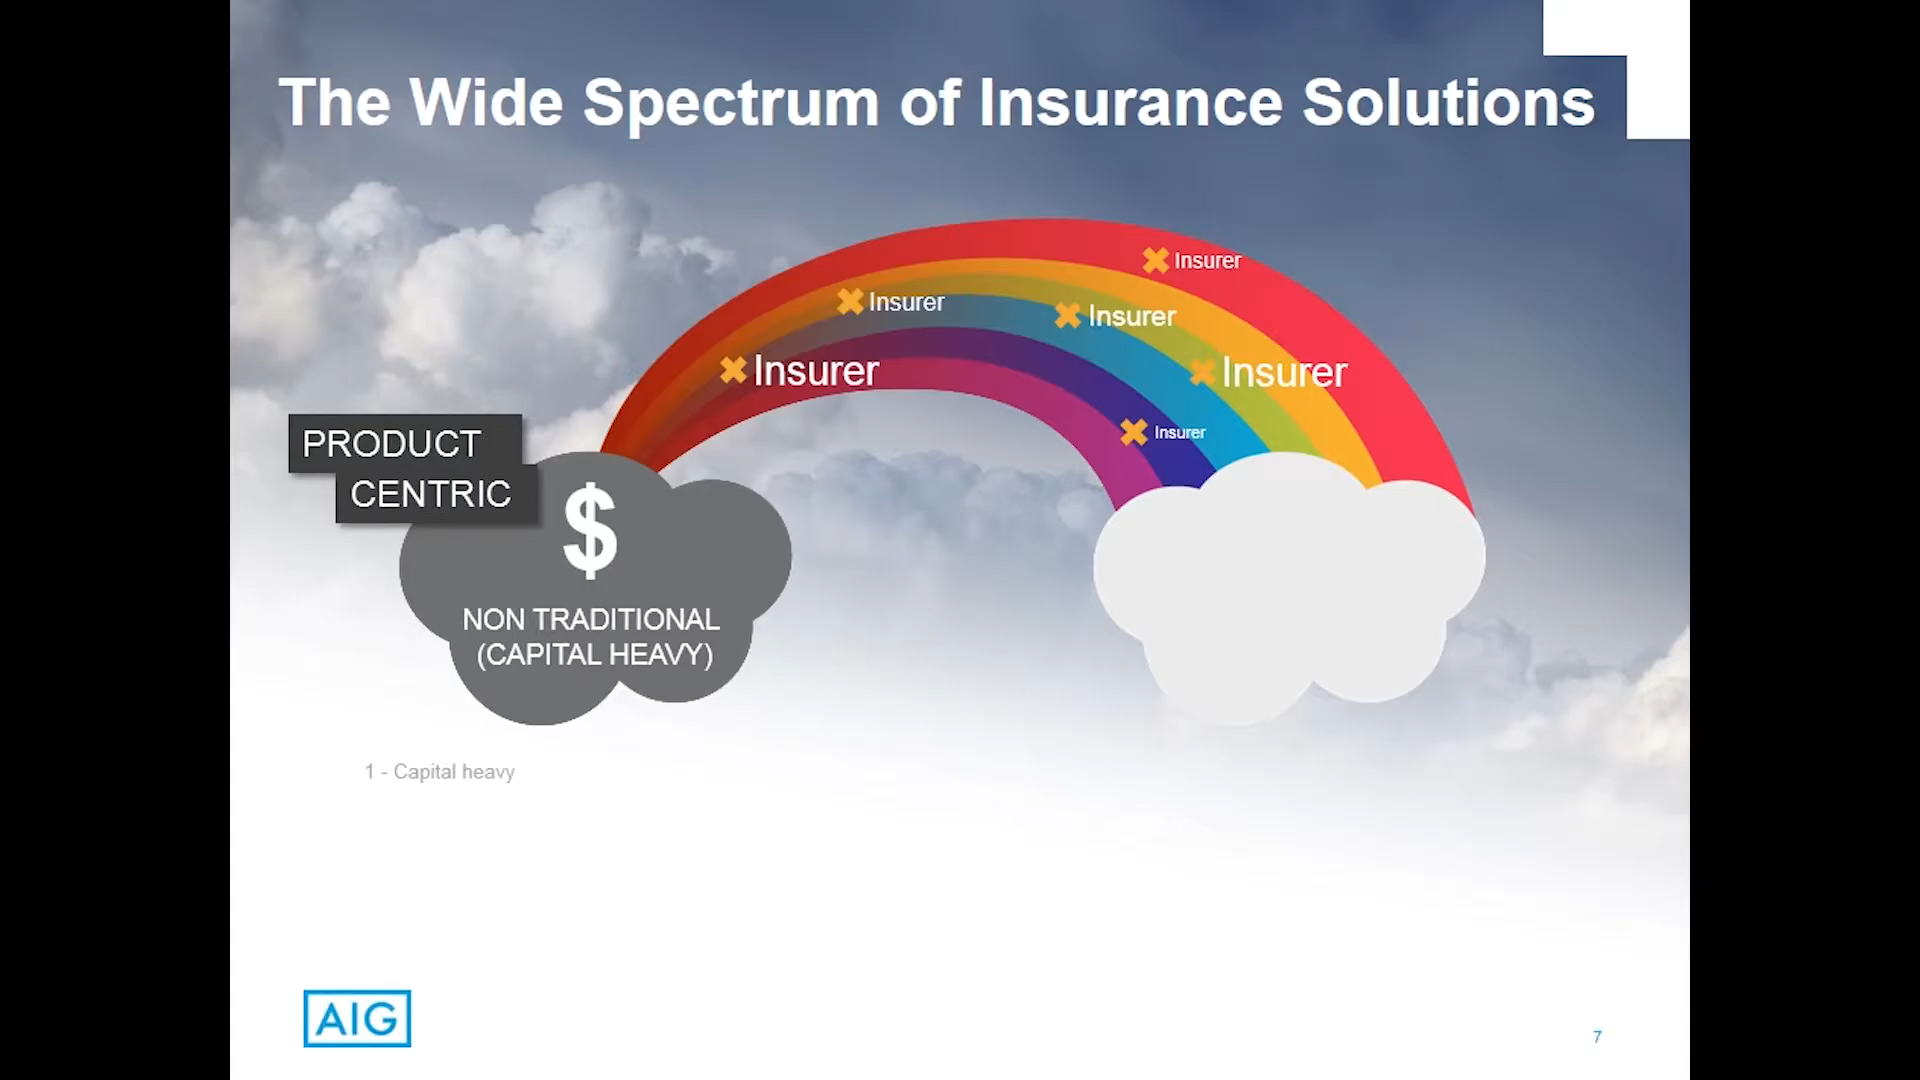 The Wide Spectrum of Insurance Solutions
Insurer
Insurer
Insurer
Insurer
Insurer
Insurer
PRODUCT
CENTRIC
$
NON TRADITIONAL
(CAPITAL HEAVY)
1 - Capital heavy
AIG
7